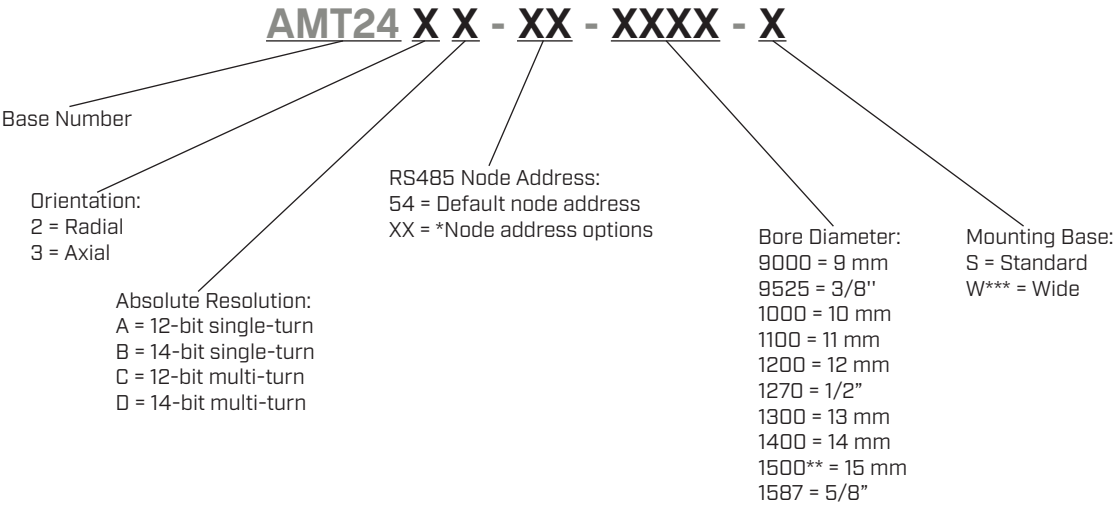 AMT24 X X - XX - XXXX - X
Base Number
Orientation:
2 = Radial
3 = Axial
Absolute Resolution:
A = 12-bit single-turn
B = 14-bit single-turn
C = 12-bit multi-turn
D = 14-bit multi-turn
RS485 Node Address:
54 = Default node address
XX = *Node address options
Bore Diameter:
9000 = 9 mm
9525 = 3/8''
1000 = 10 mm
1100 = 11 mm
1200 = 12 mm
1270 = 1/2”
1300 = 13 mm
1400 = 14 mm
1500** = 15 mm
1587 = 5/8”
Mounting Base:
S = Standard
W*** = Wide